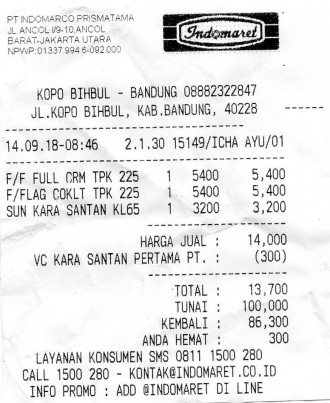 PT INDOMARCO PRISMATAMA
JL ANCOL I/9-10,ANCOL
BARAT-JAKARTA UTARA
NPWP:01.337.994.6-092.000
Indomaret
KOPO BIHBUL - BANDUNG 08882322847
JL.KOPO BIHBUL, KAB.BANDUNG, 40228
14.09.18-08:46 2.1.30 15149/ICHA AYU/01
F/F FULL CRM TPK 225 1 5400 5,400
F/FLAG COKLT TPK 225 1 5400 5,400
SUN KARA SANTAN KL65 1 3200 3,200
HARGA JUAL : 14,000
VC KARA SANTAN PERTAMA PT. : (300)
TOTAL : 13,700
TUNAI : 100,000
KEMBALI : 86,300
ANDA HEMAT : 300
LAYANAN KONSUMEN SMS 0811 1500 280
CALL 1500 280 - KONTAK@INDOMARET.CO.ID
INFO PROMO : ADD @INDOMARET DI LINE